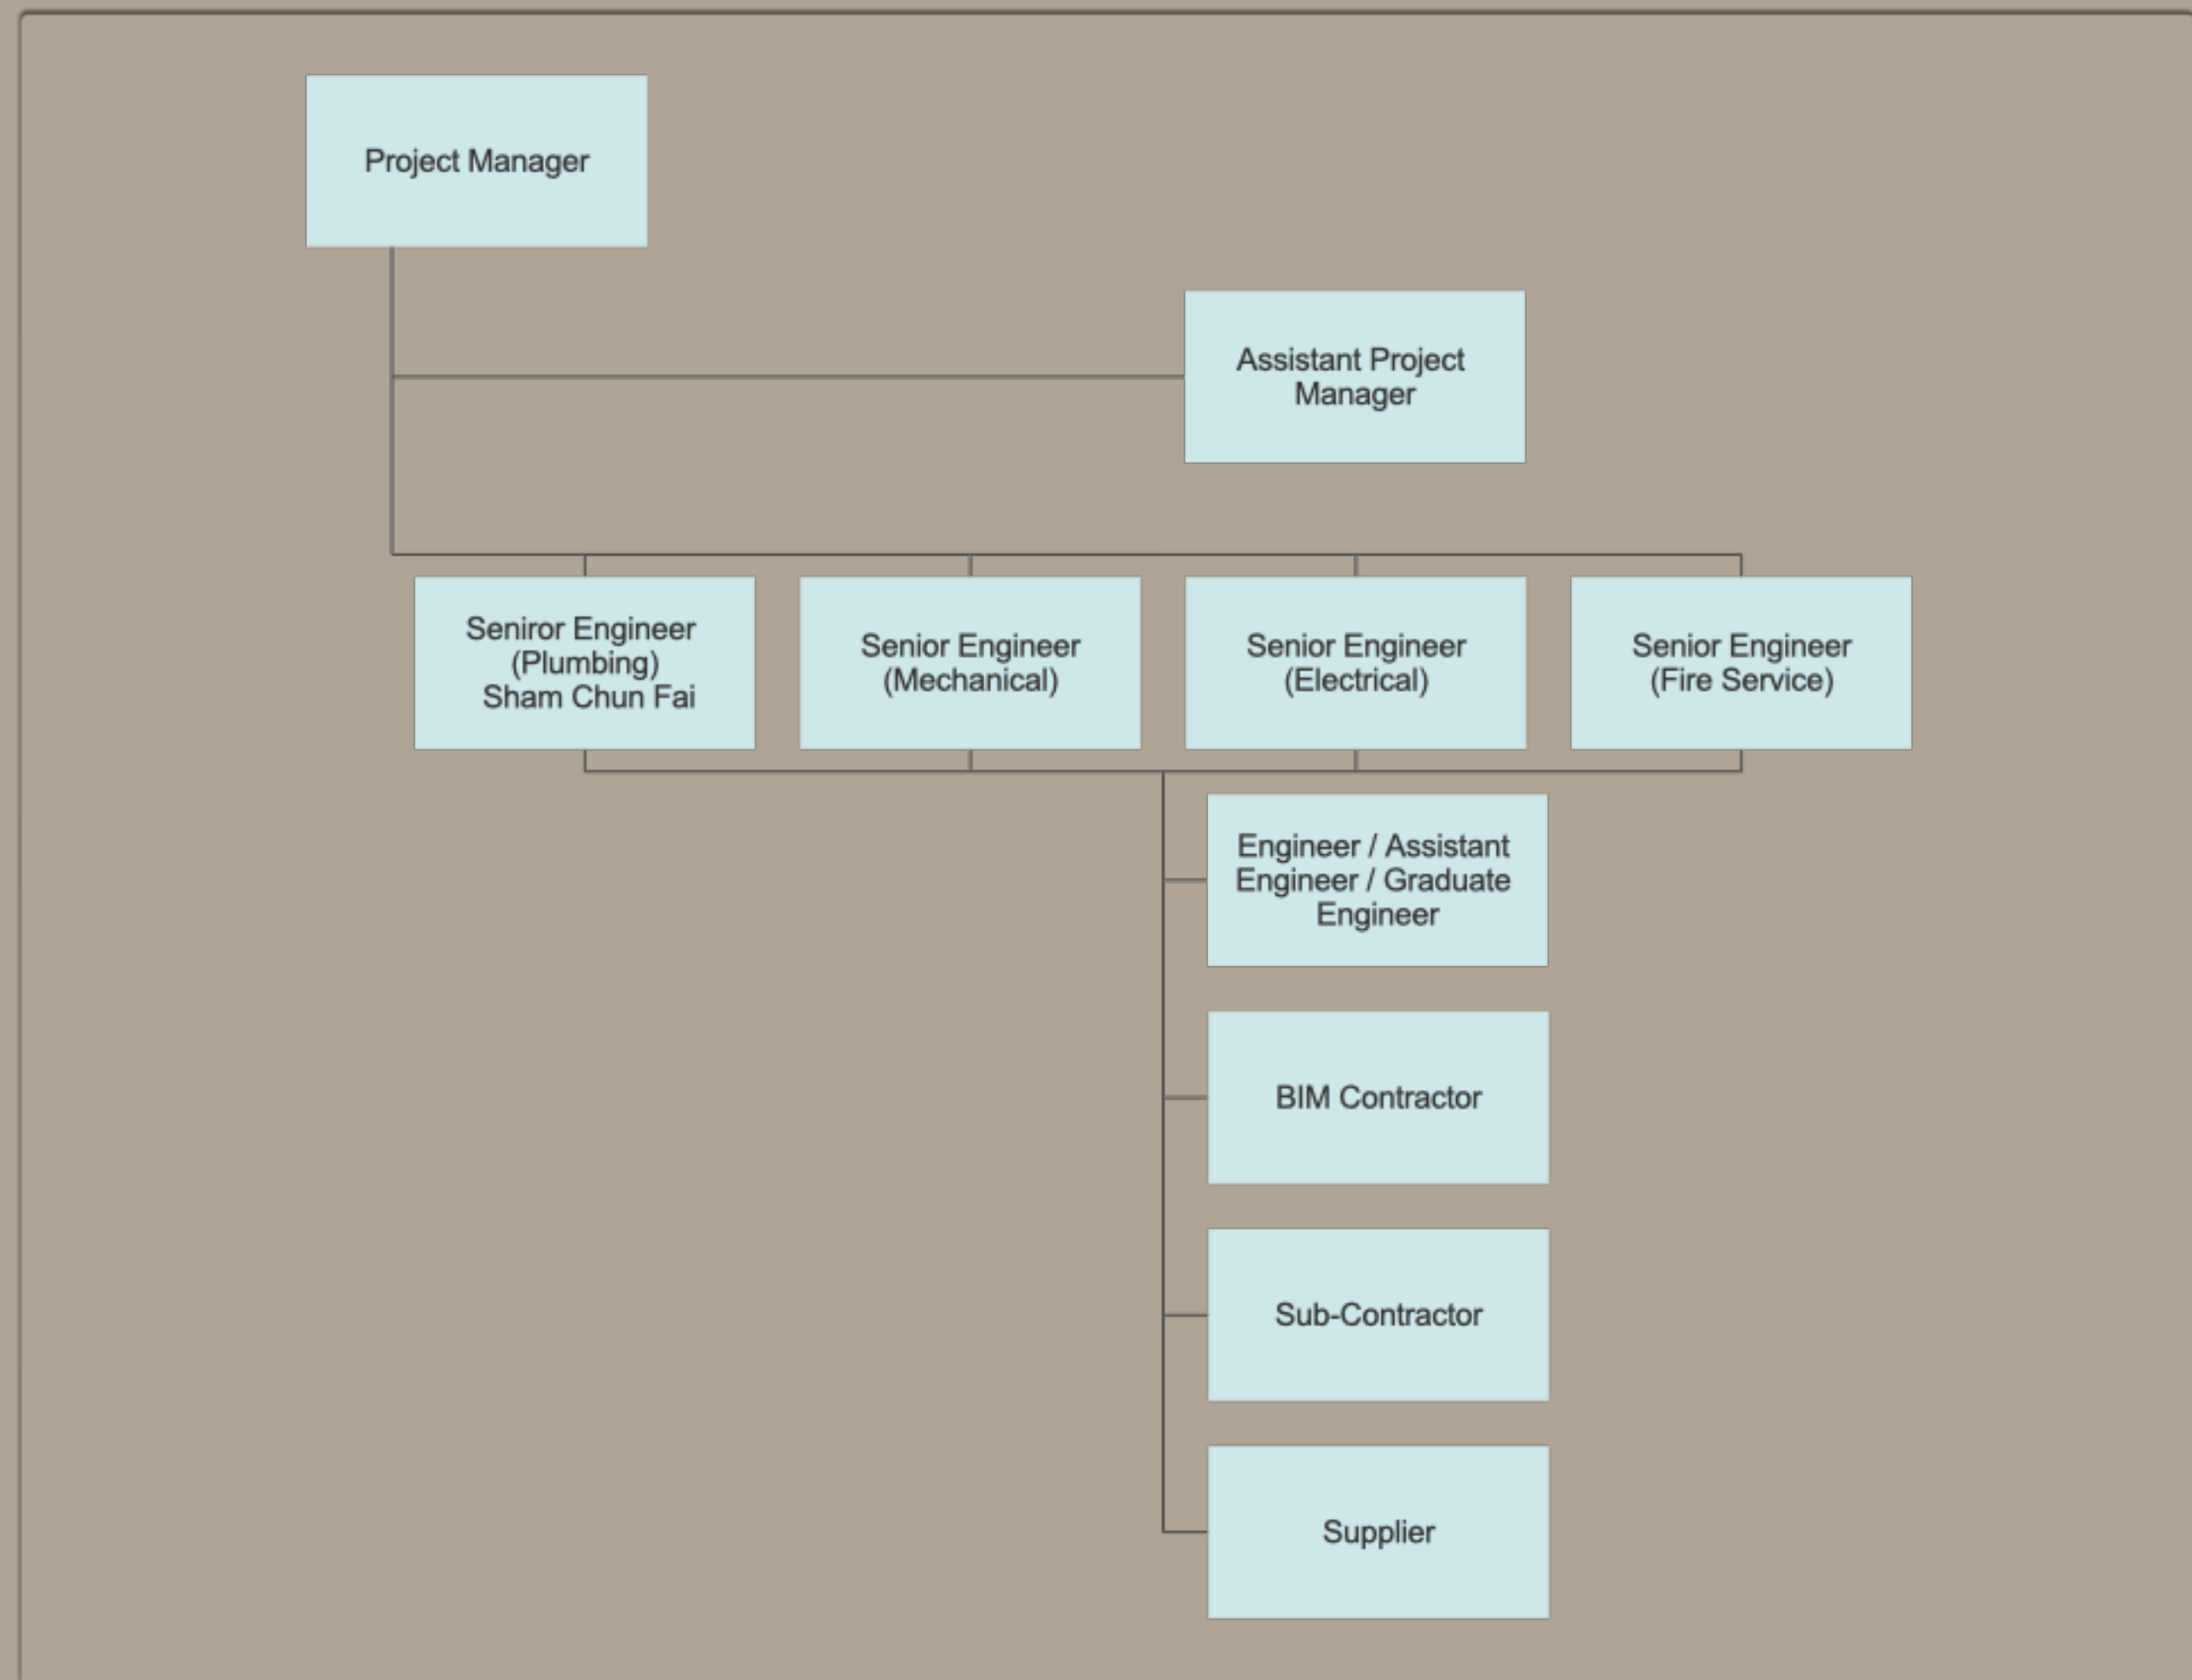 Project Manager
Assistant Project
Manager
Seniror Engineer
(Plumbing)
Sham Chun Fai
Senior Engineer
(Mechanical)
Senior Engineer
(Electrical)
Senior Engineer
(Fire Service)
Engineer / Assistant
Engineer / Graduate
Engineer
BIM Contractor
Sub-Contractor
Supplier